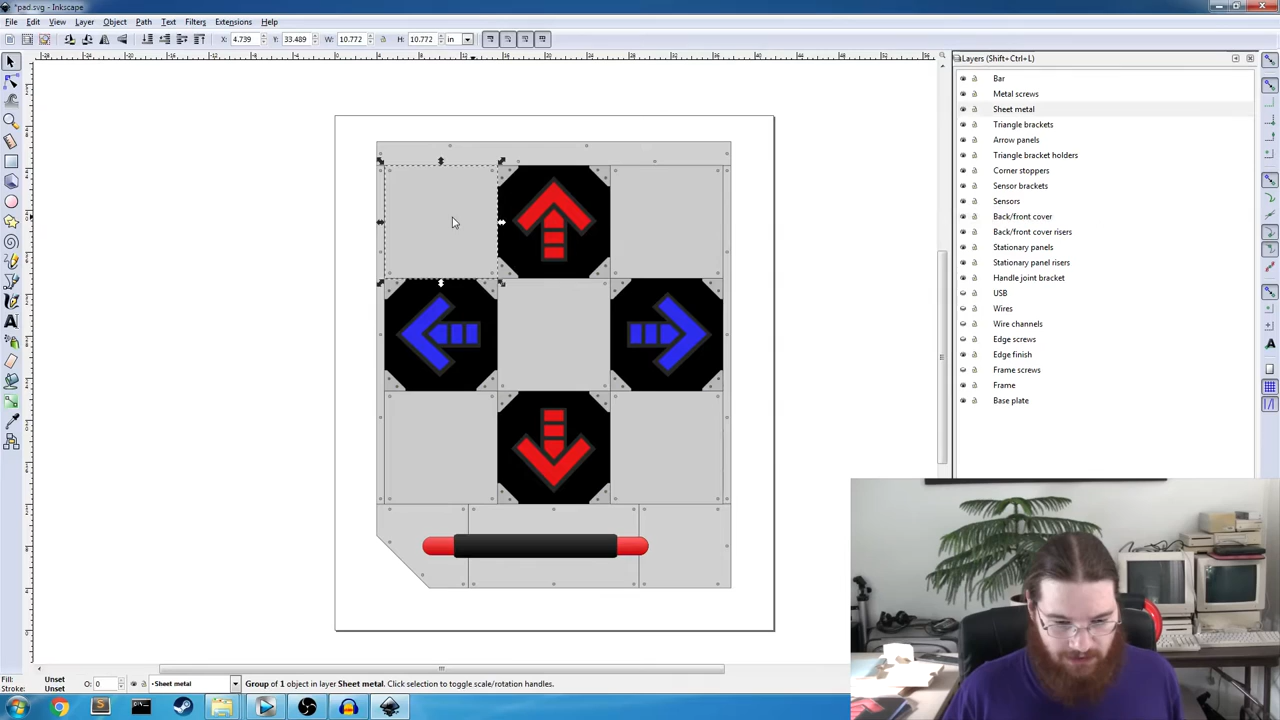 *pad.svg - Inkscape
File Edit View Layer Object Path Text Filters Extensions Help
X: 4.739 Y: 33.489 W: 10.772 H: 10.772 in
Layers (Shift+Ctrl+L)
Bar
Metal screws
Sheet metal
Triangle brackets
Arrow panels
Triangle bracket holders
Corner stoppers
Sensor brackets
Sensors
Back/front cover
Back/front cover risers
Stationary panels
Stationary panel risers
Handle joint bracket
USB
Wires
Wire channels
Edge screws
Edge finish
Frame screws
Frame
Base plate
Fill: Unset
Stroke: Unset
O: 0
Sheet metal
Group of 1 object in layer Sheet metal. Click selection to toggle scale/rotation handles.